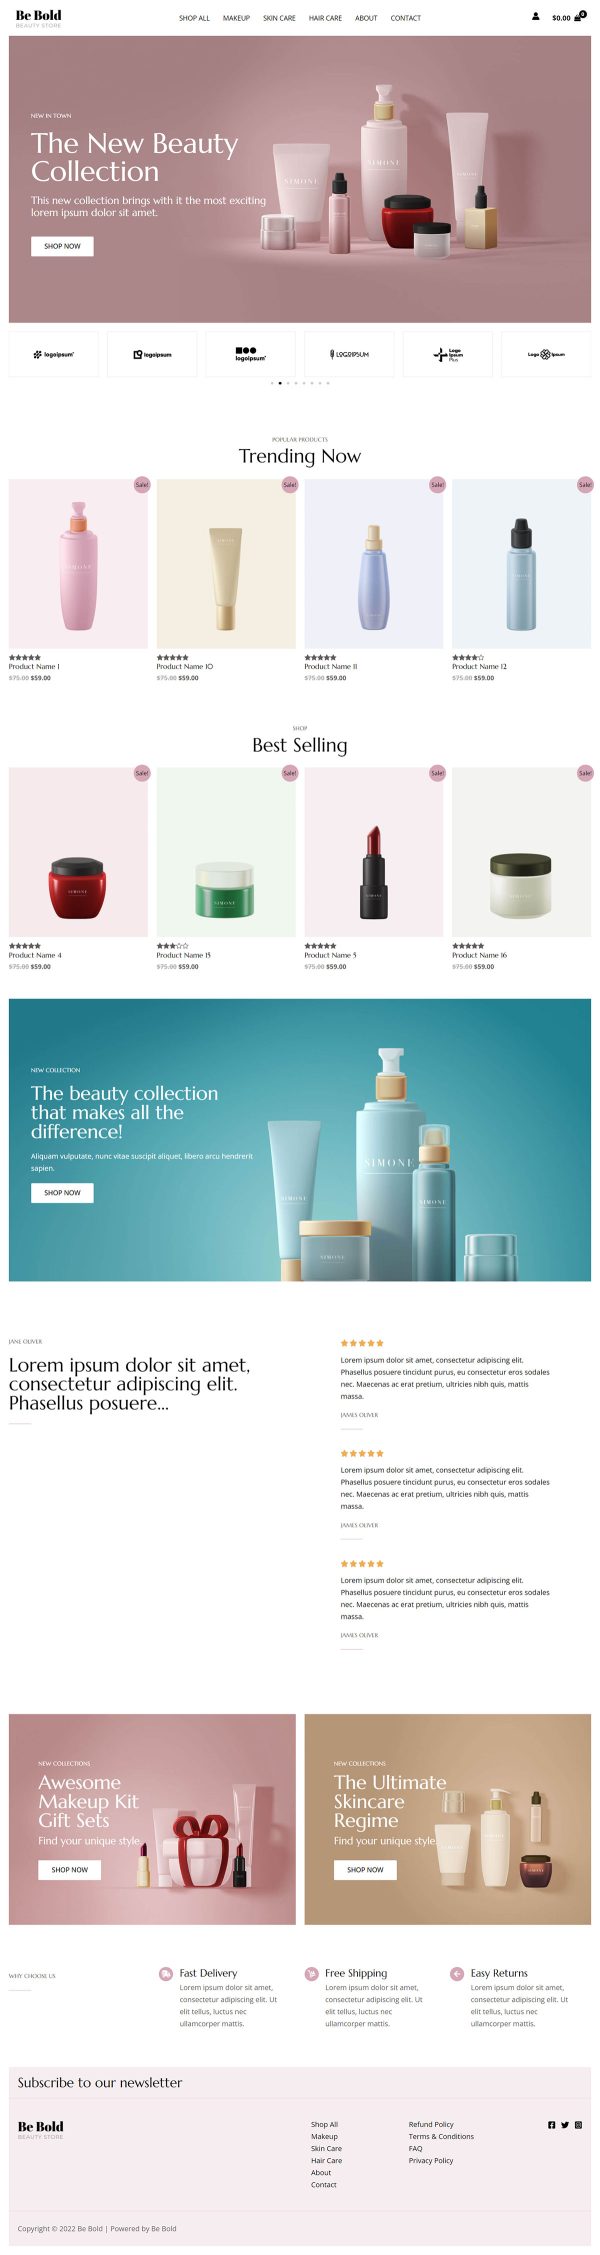 Be Bold
BEAUTY STORE
SHOP ALL MAKEUP SKIN CARE HAIR CARE ABOUT CONTACT
$0.00 0
NEW IN TOWN
The New Beauty
Collection
This new collection brings with it the most exciting
lorem ipsum dolor sit amet.
SHOP NOW
SIMONE
SIMONE
logoipsum
logoipsum
logoipsum
LOGOIPSUM
Logo
Ipsum
Plus
Logo Ipsum
POPULAR PRODUCTS
Trending Now
Sale! Sale! Sale! Sale!
SIMONE SIMONE SIMONE
Product Name 1 Product Name 10 Product Name 11 Product Name 12
$75.00 $59.00 $75.00 $59.00 $75.00 $59.00 $75.00 $59.00
SHOP
Best Selling
Sale! Sale! Sale! Sale!
SIMONE SIMONE SIMONE SIMONE
Product Name 4 Product Name 15 Product Name 5 Product Name 16
$75.00 $59.00 $75.00 $59.00 $75.00 $59.00 $75.00 $59.00
NEW COLLECTION
The beauty collection
that makes all the
difference!
Aliquam vulputate, nunc vitae suscipit aliquet, libero arcu hendrerit
sapien.
SHOP NOW
SIMONE
SIMONE
SIMONE
SIMONE
JANE OLIVER
Lorem ipsum dolor sit amet,
consectetur adipiscing elit.
Phasellus posuere...
Lorem ipsum dolor sit amet, consectetur adipiscing elit.
Phasellus posuere tincidunt purus, eu consectetur eros sodales
nec. Maecenas ac erat pretium, ultricies nibh quis, mattis
massa.
JAMES OLIVER
Lorem ipsum dolor sit amet, consectetur adipiscing elit.
Phasellus posuere tincidunt purus, eu consectetur eros sodales
nec. Maecenas ac erat pretium, ultricies nibh quis, mattis
massa.
JAMES OLIVER
Lorem ipsum dolor sit amet, consectetur adipiscing elit.
Phasellus posuere tincidunt purus, eu consectetur eros sodales
nec. Maecenas ac erat pretium, ultricies nibh quis, mattis
massa.
JAMES OLIVER
NEW COLLECTIONS
Awesome
Makeup Kit
Gift Sets
Find your unique style.
SHOP NOW
NEW COLLECTIONS
The Ultimate
Skincare
Regime
Find your unique style.
SHOP NOW
WHY CHOOSE US
Fast Delivery
Lorem ipsum dolor sit amet,
consectetur adipiscing elit. Ut
elit tellus, luctus nec
ullamcorper mattis.
Free Shipping
Lorem ipsum dolor sit amet,
consectetur adipiscing elit. Ut
elit tellus, luctus nec
ullamcorper mattis.
Easy Returns
Lorem ipsum dolor sit amet,
consectetur adipiscing elit. Ut
elit tellus, luctus nec
ullamcorper mattis.
Subscribe to our newsletter
Be Bold
BEAUTY STORE
Shop All
Makeup
Skin Care
Hair Care
About
Contact
Refund Policy
Terms & Conditions
FAQ
Privacy Policy
Copyright © 2022 Be Bold | Powered by Be Bold